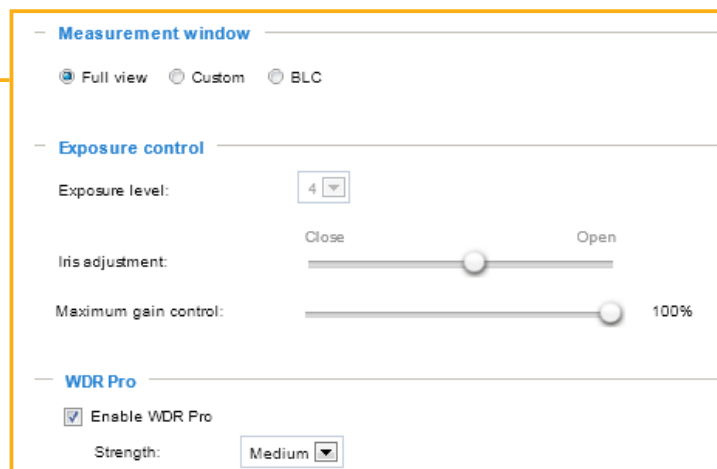 Measurement window
Full view Custom BLC
Exposure control
Exposure level: 4
Close Open
Iris adjustment:
Maximum gain control: 100%
WDR Pro
Enable WDR Pro
Strength: Medium